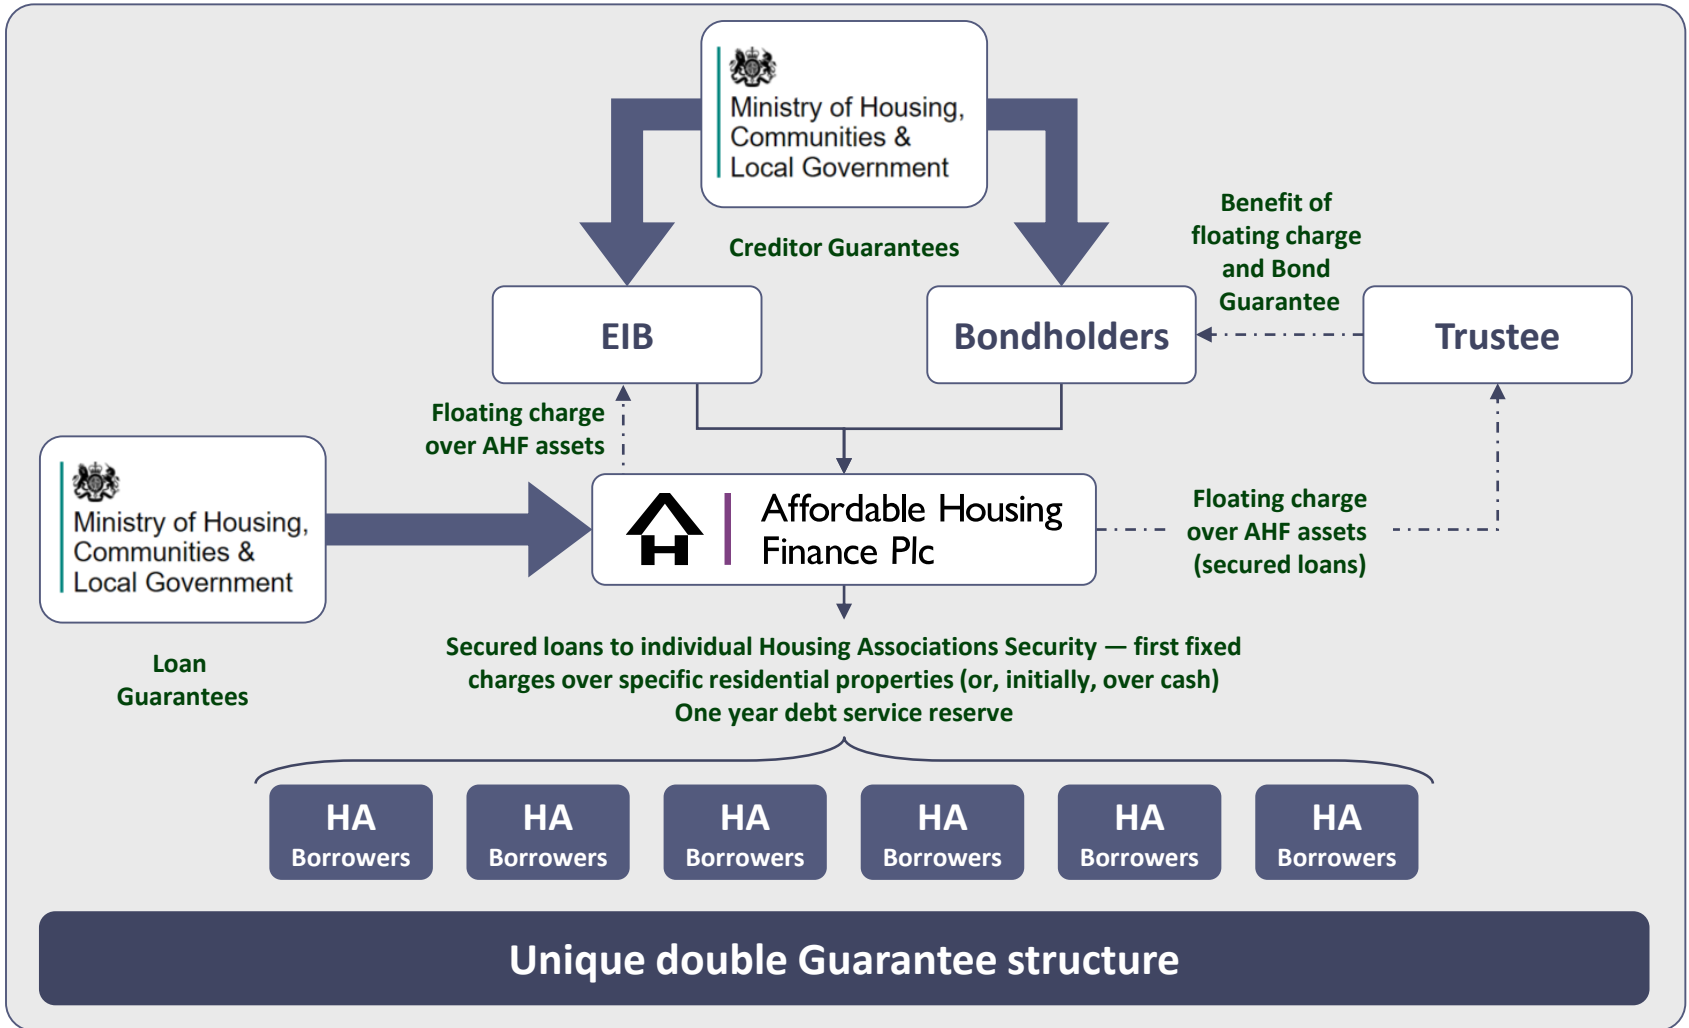 Ministry of Housing,
Communities &
Local Government
Creditor Guarantees
Benefit of
floating charge
and Bond
Guarantee
EIB
Bondholders
Trustee
Floating charge
over AHF assets
Ministry of Housing,
Communities &
Local Government
Loan
Guarantees
Affordable Housing
Finance Plc
Floating charge
over AHF assets
(secured loans)
Secured loans to individual Housing Associations Security — first fixed
charges over specific residential properties (or, initially, over cash)
One year debt service reserve
HA
Borrowers
HA
Borrowers
HA
Borrowers
HA
Borrowers
HA
Borrowers
HA
Borrowers
Unique double Guarantee structure